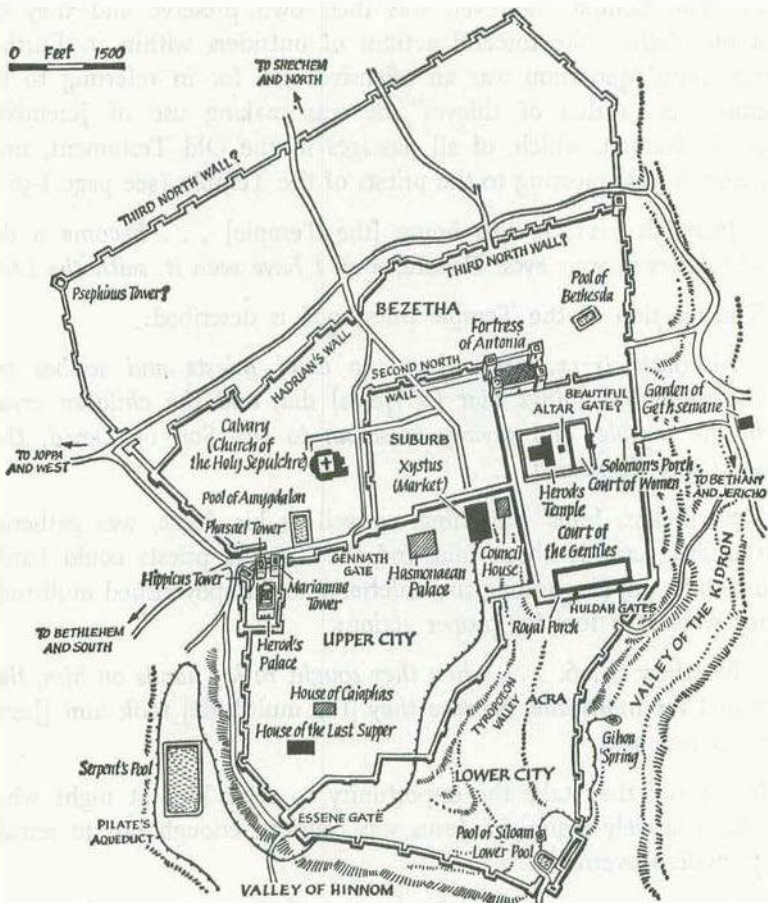 0 Feet 1500
TO SHECHEM
AND NORTH
THIRD NORTH WALL?
THIRD NORTH WALL?
Psephinus Tower?
BEZETHA
Pool of
Bethesda
HADRIAN'S WALL
Fortress
of Antonia
SECOND NORTH
WALL
BEAUTIFUL
GATE?
ALTAR
Garden of
Gethsemane
Calvary
(Church of
the Holy Sepulchre)
SUBURB
TO JOPPA
AND WEST
Xystus
(Market)
Solomon's Porch
Court of Women
Herod's
Temple
TO BETHANY
AND JERICHO
Pool of Amygdalon
Phasael Tower
Court of
the Gentiles
Council
House
GENNATH
GATE
Hasmonaean
Palace
Hippicus Tower
Mariamne
Tower
HULDAH GATES
Royal Porch
VALLEY OF THE KIDRON
TO BETHLEHEM
AND SOUTH
Herod's
Palace
UPPER CITY
TYROPOEON
VALLEY
ACRA
House of Caiaphas
House of the Last Supper
Gihon
Spring
Serpent's Pool
LOWER CITY
PILATE'S
AQUEDUCT
ESSENE GATE
Pool of Siloam
Lower Pool
VALLEY OF HINNOM